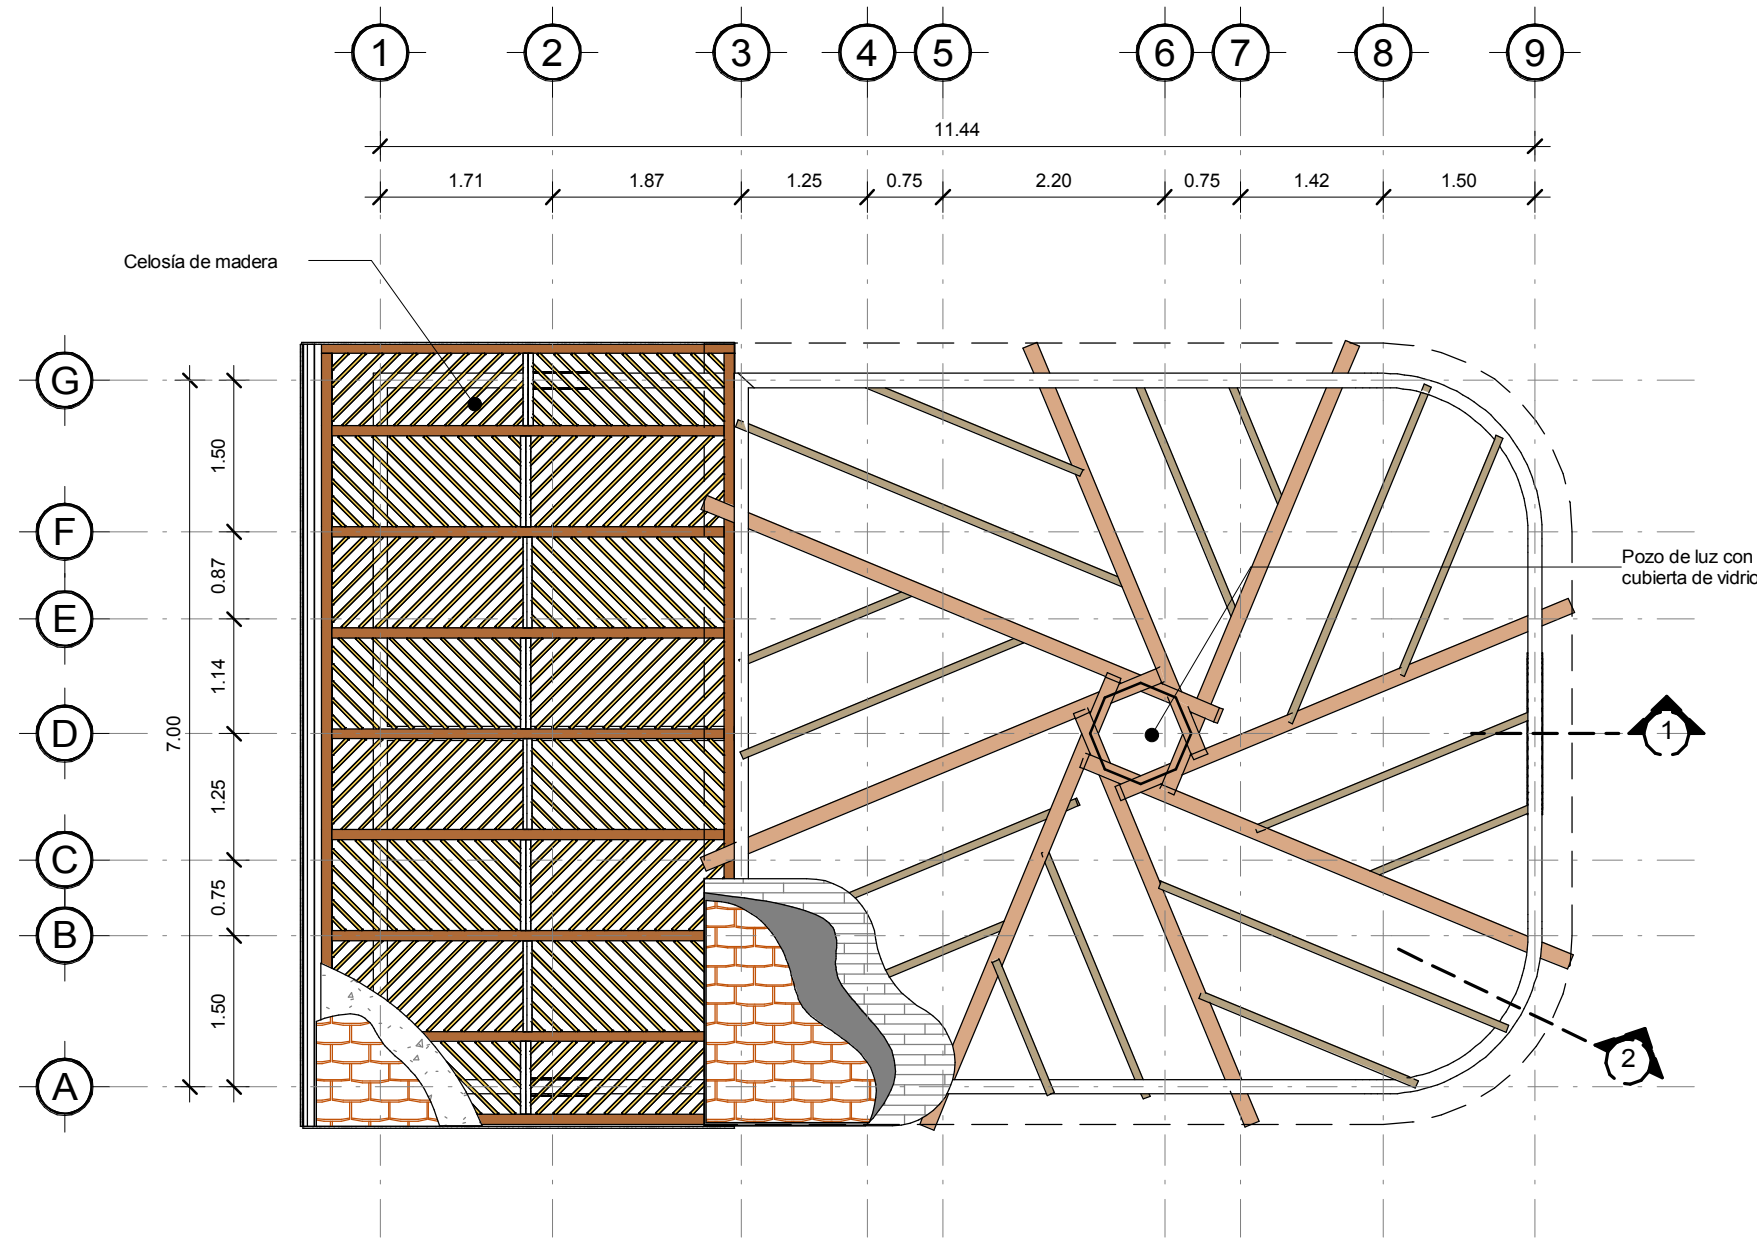 1 2 3 4 5 6 7 8 9
11.44
1.71 1.87 1.25 0.75 2.20 0.75 1.42 1.50
Celosía de madera
G
1.50
F
0.87
E
1.14
D
7.00
1.25
C
0.75
B
1.50
A
Pozo de luz con
cubierta de vidrio
1
2